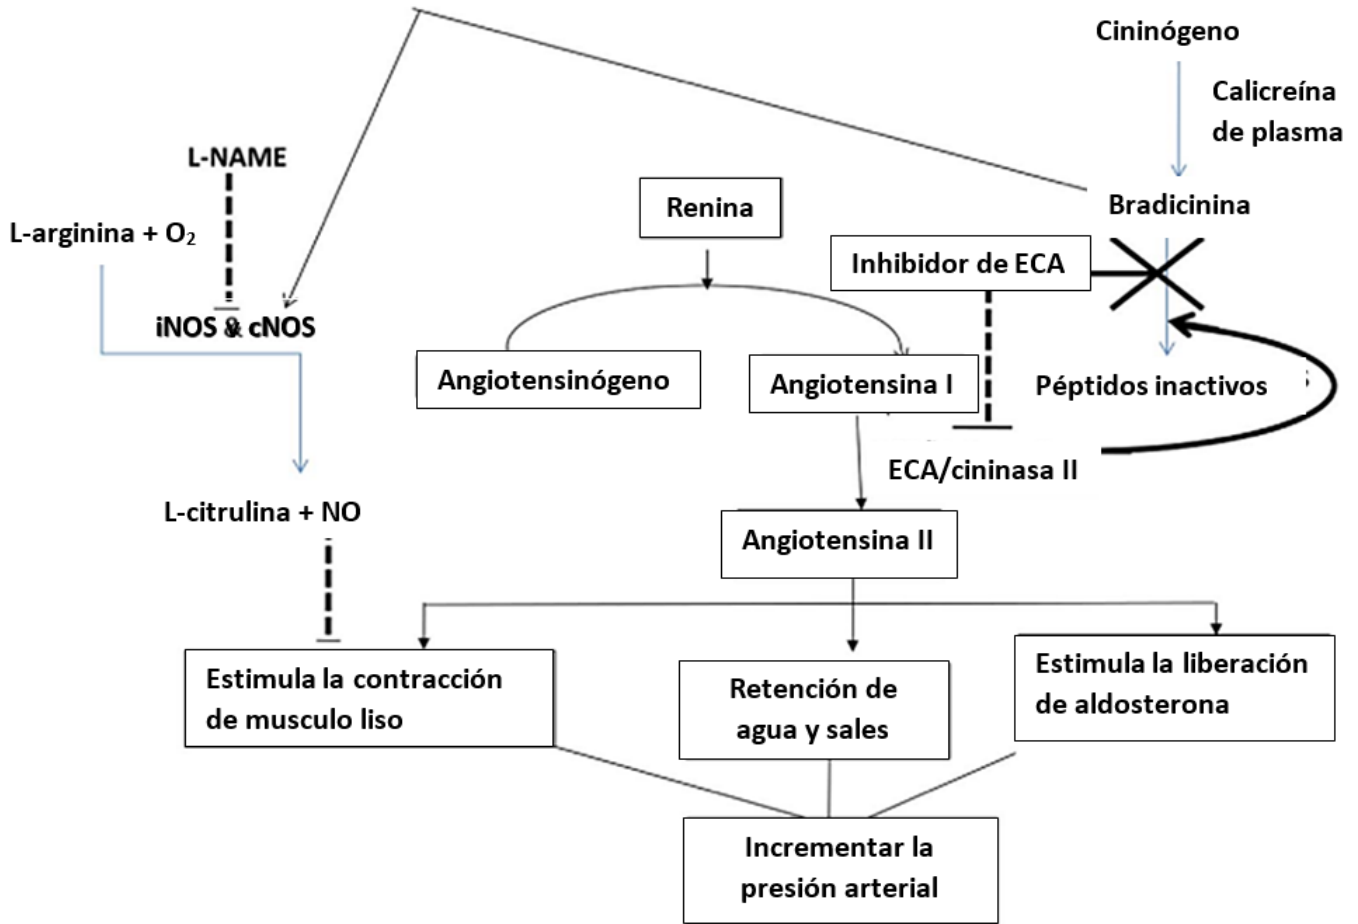 Cininógeno
Calicreína
de plasma
L-NAME
Renina
Bradicinina
L-arginina + O₂
Inhibidor de ECA
iNOS & cNOS
Angiotensinógeno
Angiotensina I
Péptidos inactivos
ECA/cininasa II
L-citrulina + NO
Angiotensina II
Estimula la contracción
de musculo liso
Retención de
agua y sales
Estimula la liberación
de aldosterona
Incrementar la
presión arterial